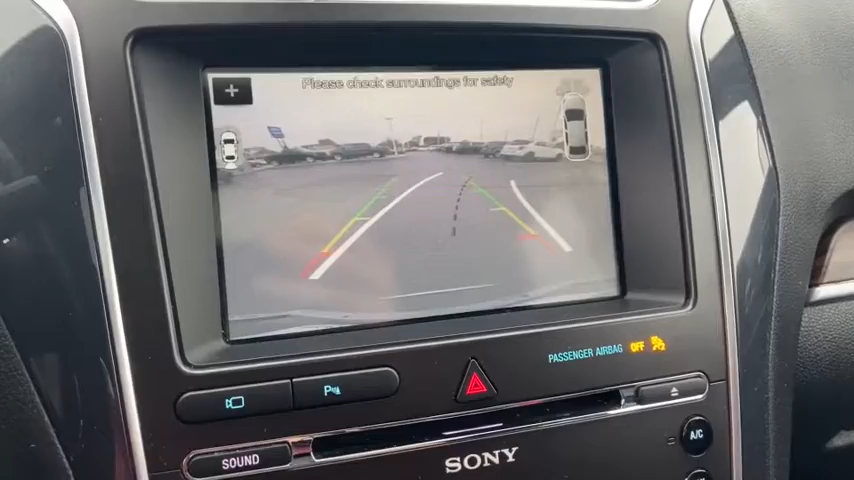 Please check surroundings for safety
+
PASSENGER AIRBAG OFF
SOUND
SONY
A/C